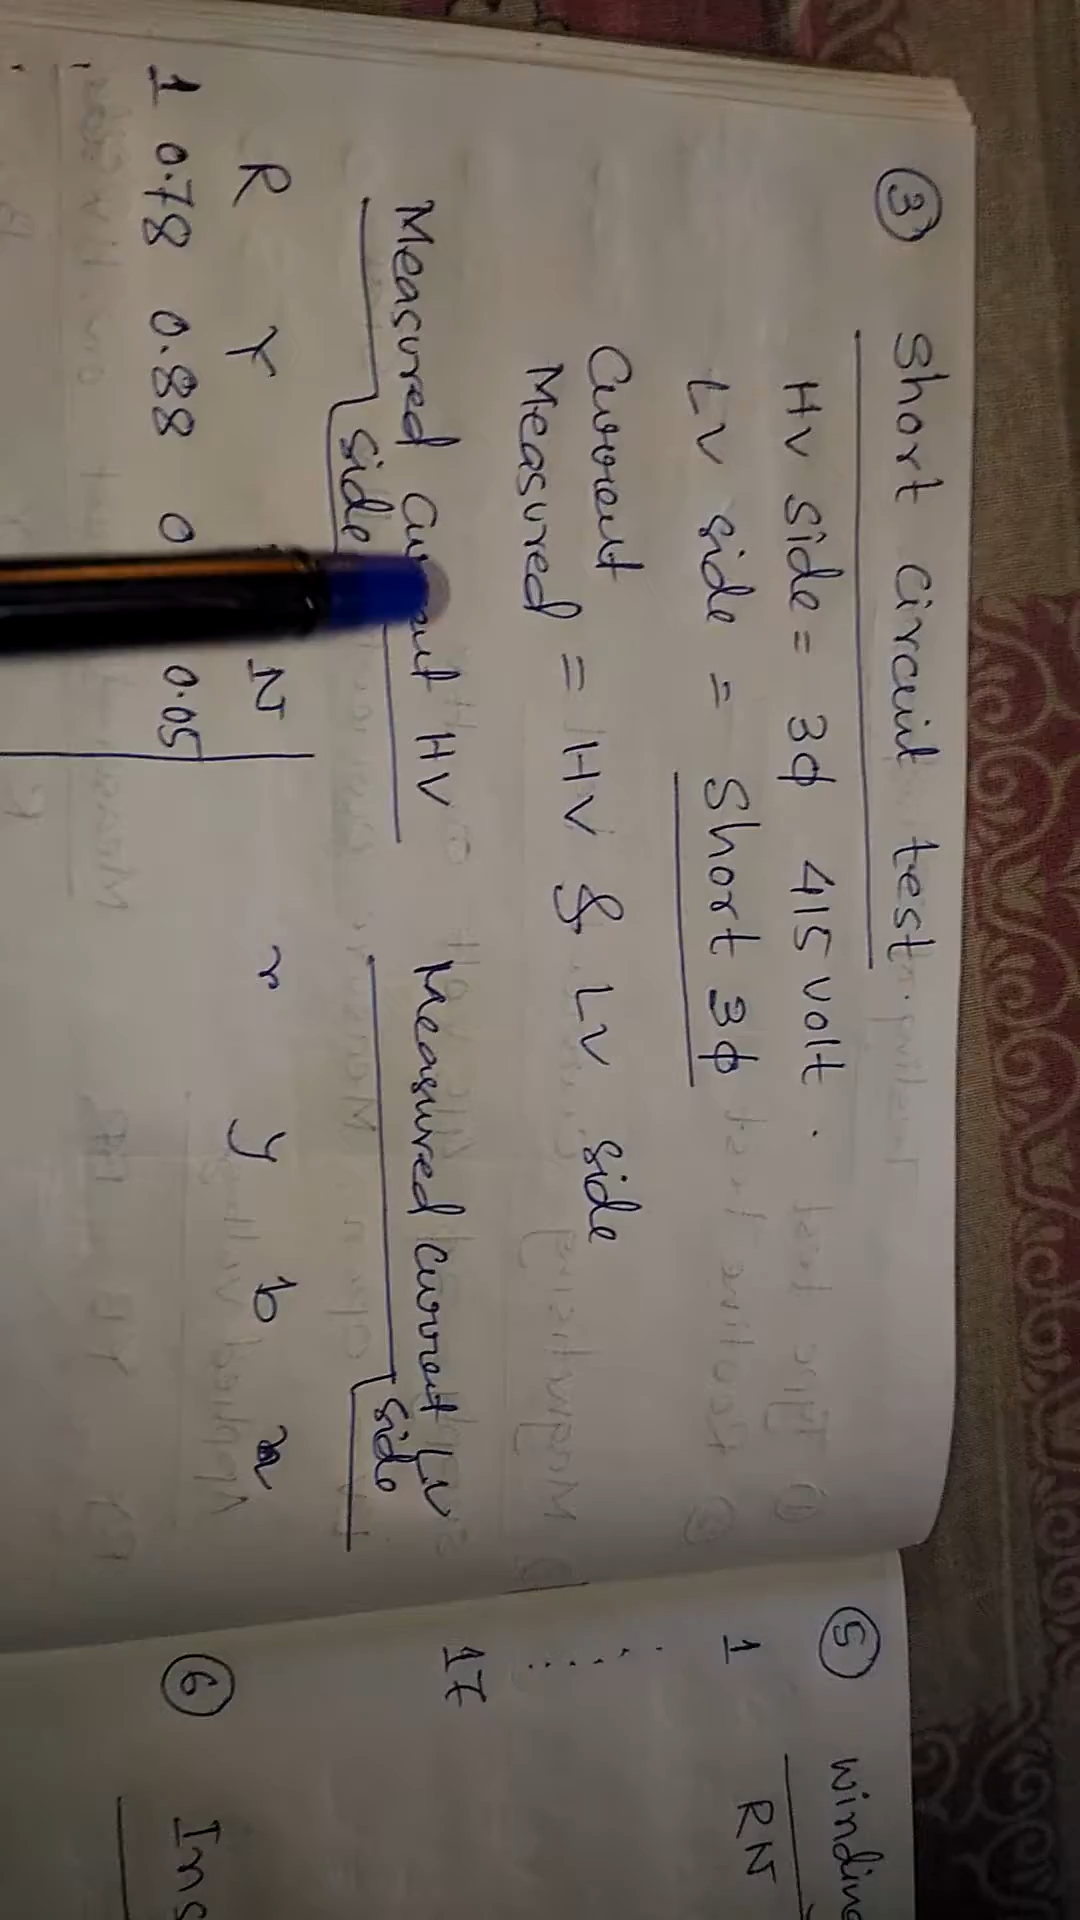 ③ Short Circuit test
Hv Side = 3Φ 415 volt.
LV side = Short 3Φ
Current
Measured = HV & LV side
Measured Current HV
side
Measured current Lv
side
R Y N
r y b n
1 0.78 0.88 0 0.05
⑤ winding
1 RN
17
⑥ Ins